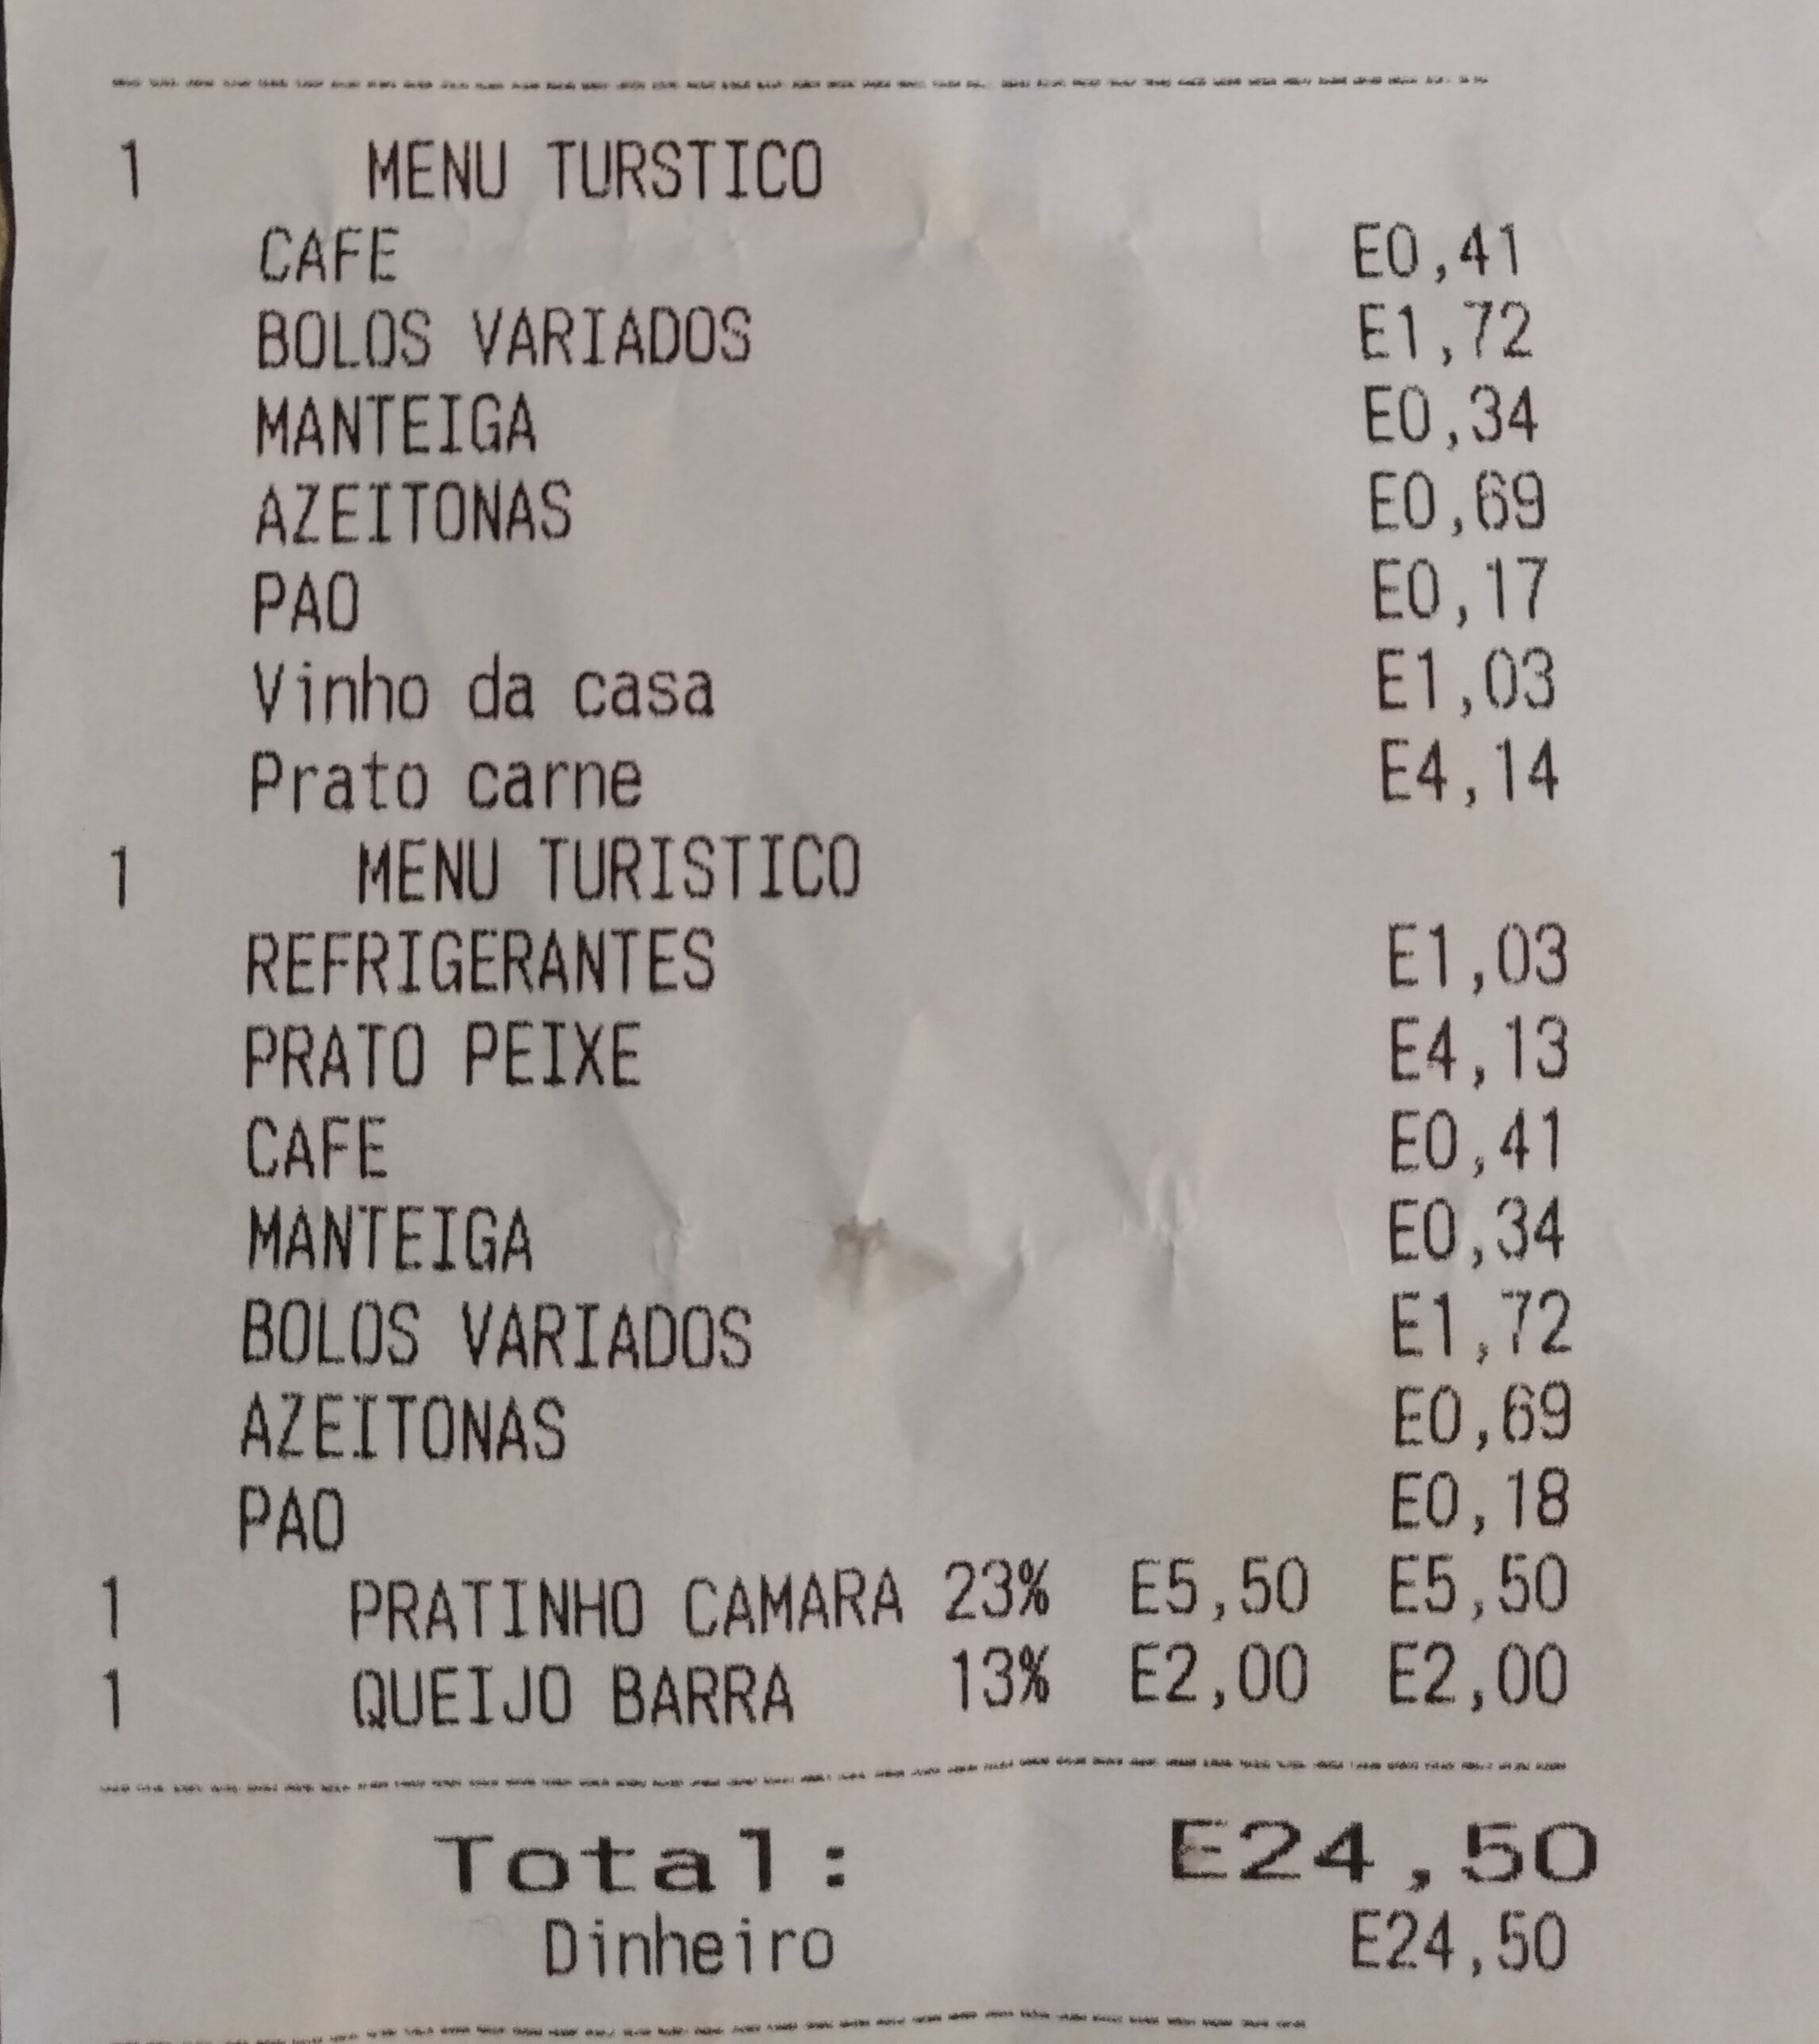 1 MENU TURSTICO
CAFE E0,41
BOLOS VARIADOS E1,72
MANTEIGA E0,34
AZEITONAS E0,69
PAO E0,17
Vinho da casa E1,03
Prato carne E4,14
1 MENU TURISTICO
REFRIGERANTES E1,03
PRATO PEIXE E4,13
CAFE E0,41
MANTEIGA E0,34
BOLOS VARIADOS E1,72
AZEITONAS E0,69
PAO E0,18
1 PRATINHO CAMARA 23% E5,50 E5,50
1 QUEIJO BARRA 13% E2,00 E2,00
Total: E24,50
Dinheiro E24,50